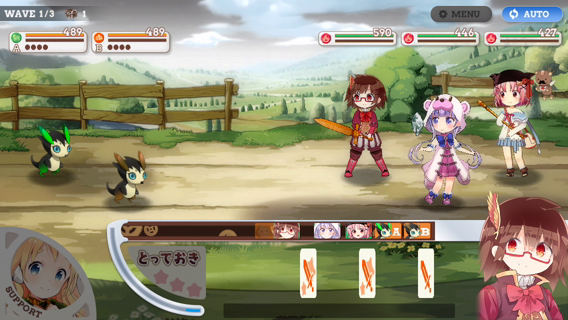 WAVE 1/3
1
MENU
AUTO
489
A
489
B
590
446
427
A
B
とっておき
SUPPORT